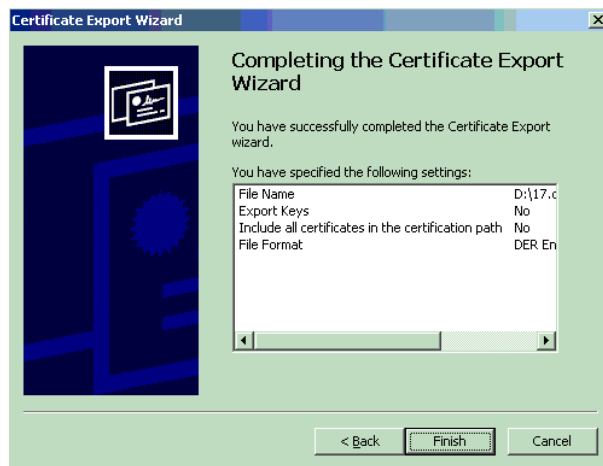 Certificate Export Wizard
Completing the Certificate Export
Wizard
You have successfully completed the Certificate Export
wizard.
You have specified the following settings:
File Name D:\17.c
Export Keys No
Include all certificates in the certification path No
File Format DER En
< Back Finish Cancel